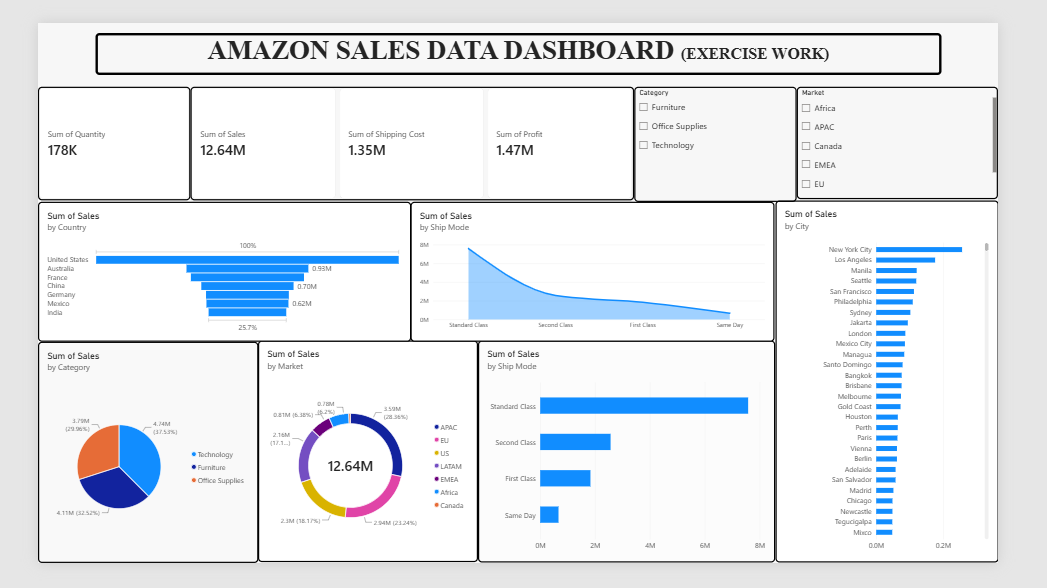 AMAZON SALES DATA DASHBOARD (EXERCISE WORK)
Sum of Quantity
178K
Sum of Sales
12.64M
Sum of Shipping Cost
1.35M
Sum of Profit
1.47M
Category
Furniture
Office Supplies
Technology
Market
Africa
APAC
Canada
EMEA
EU
Sum of Sales
by Country
100%
United States
Australia
0.93M
France
China
0.70M
Germany
Mexico
0.62M
India
25.7%
Sum of Sales
by Ship Mode
8M
6M
4M
2M
0M
Standard Class
Second Class
First Class
Same Day
Sum of Sales
by City
New York City
Los Angeles
Manila
Seattle
San Francisco
Philadelphia
Sydney
Jakarta
London
Mexico City
Managua
Santo Domingo
Bangkok
Brisbane
Melbourne
Gold Coast
Houston
Perth
Paris
Vienna
Berlin
Adelaide
San Salvador
Madrid
Chicago
Newcastle
Tegucigalpa
Mixco
0.0M
0.2M
Sum of Sales
by Category
3.79M
(29.96%)
4.74M
(37.53%)
4.11M (32.52%)
Technology
Furniture
Office Supplies
Sum of Sales
by Market
0.78M
(6.2%)
0.81M (6.38%)
3.59M
(28.36%)
2.16M
(17.1...)
12.64M
2.3M (18.17%)
2.94M (23.24%)
APAC
EU
US
LATAM
EMEA
Africa
Canada
Sum of Sales
by Ship Mode
Standard Class
Second Class
First Class
Same Day
0M
2M
4M
6M
8M